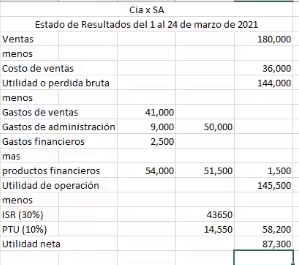 Cia x SA
Estado de Resultados del 1 al 24 de marzo de 2021
Ventas 180,000
menos
Costo de ventas 36,000
Utilidad o perdida bruta 144,000
menos
Gastos de ventas 41,000
Gastos de administración 9,000 50,000
Gastos financieros 2,500
mas
productos financieros 54,000 51,500 1,500
Utilidad de operación 145,500
menos
ISR (30%) 43650
PTU (10%) 14,550 58,200
Utilidad neta 87,300